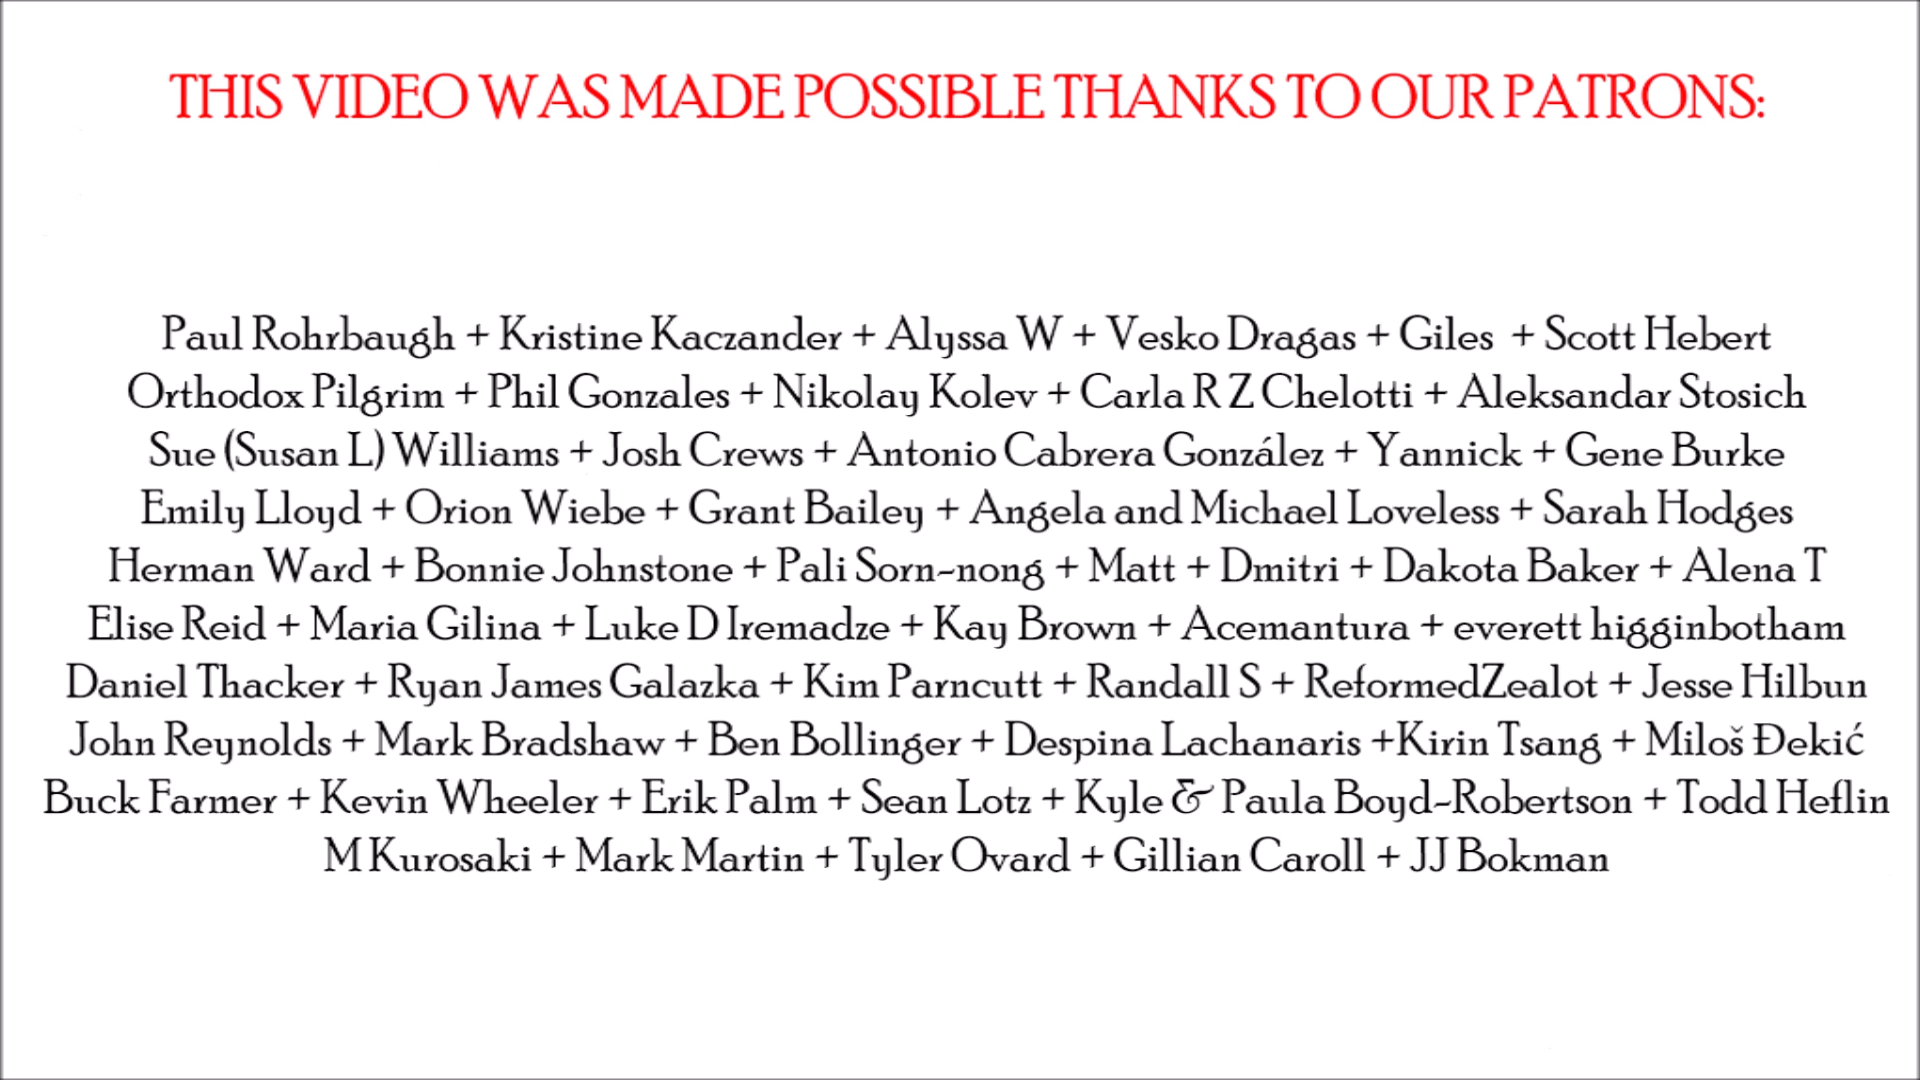 THIS VIDEO WAS MADE POSSIBLE THANKS TO OUR PATRONS:
Paul Rohrbaugh + Kristine Kaczander + Alyssa W + Vesko Dragas + Giles + Scott Hebert
Orthodox Pilgrim + Phil Gonzales + Nikolay Kolev + Carla R Z Chelotti + Aleksandar Stosich
Sue (Susan L) Williams + Josh Crews + Antonio Cabrera González + Yannick + Gene Burke
Emily Lloyd + Orion Wiebe + Grant Bailey + Angela and Michael Loveless + Sarah Hodges
Herman Ward + Bonnie Johnstone + Pali Sorn-nong + Matt + Dmitri + Dakota Baker + Alena T
Elise Reid + Maria Gilina + Luke D Iremadze + Kay Brown + Acemantura + everett higginbotham
Daniel Thacker + Ryan James Galazka + Kim Parncutt + Randall S + ReformedZealot + Jesse Hilbun
John Reynolds + Mark Bradshaw + Ben Bollinger + Despina Lachanaris +Kirin Tsang + Miloš Đekić
Buck Farmer + Kevin Wheeler + Erik Palm + Sean Lotz + Kyle & Paula Boyd-Robertson + Todd Heflin
M Kurosaki + Mark Martin + Tyler Ovard + Gillian Caroll + JJ Bokman